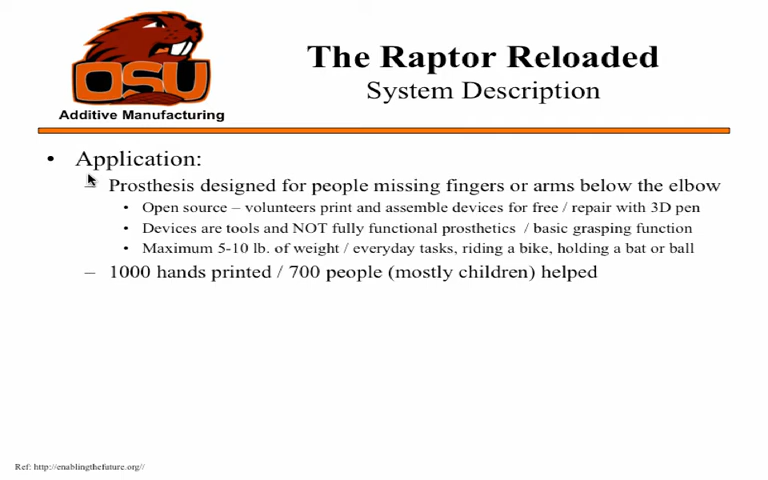 OSU
Additive Manufacturing
The Raptor Reloaded
System Description
• Application:
– Prosthesis designed for people missing fingers or arms below the elbow
• Open source – volunteers print and assemble devices for free / repair with 3D pen
• Devices are tools and NOT fully functional prosthetics / basic grasping function
• Maximum 5-10 lb. of weight / everyday tasks, riding a bike, holding a bat or ball
– 1000 hands printed / 700 people (mostly children) helped
Ref: http://enablingthefuture.org//